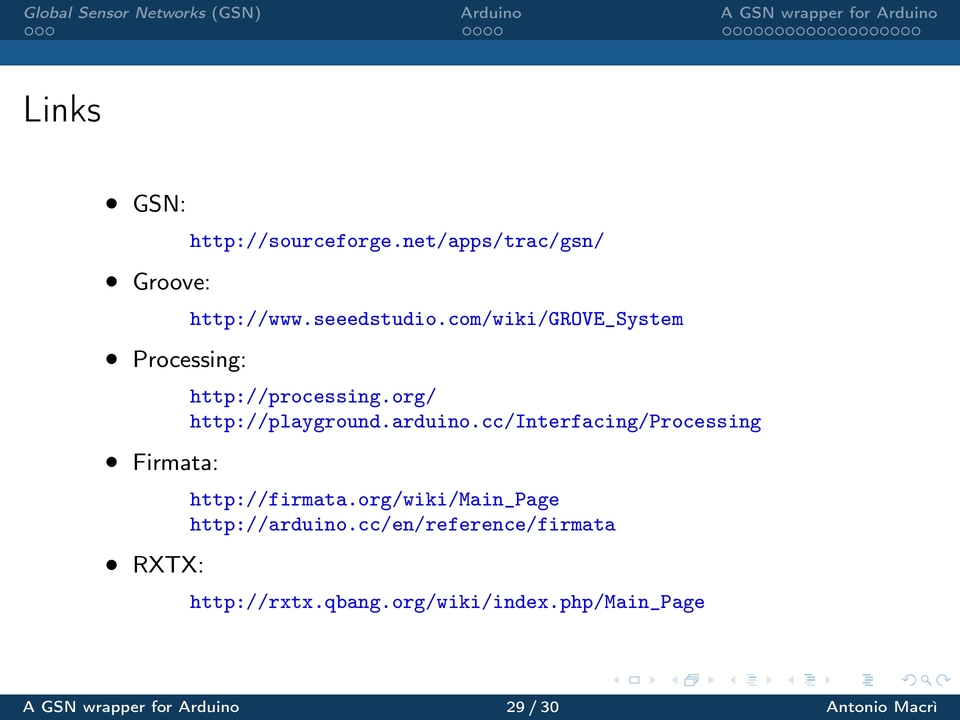 Global Sensor Networks (GSN) Arduino A GSN wrapper for Arduino
Links
• GSN:
http://sourceforge.net/apps/trac/gsn/
• Groove:
http://www.seeedstudio.com/wiki/GROVE_System
• Processing:
http://processing.org/
http://playground.arduino.cc/Interfacing/Processing
• Firmata:
http://firmata.org/wiki/Main_Page
http://arduino.cc/en/reference/firmata
• RXTX:
http://rxtx.qbang.org/wiki/index.php/Main_Page
A GSN wrapper for Arduino 29 / 30 Antonio Macrì